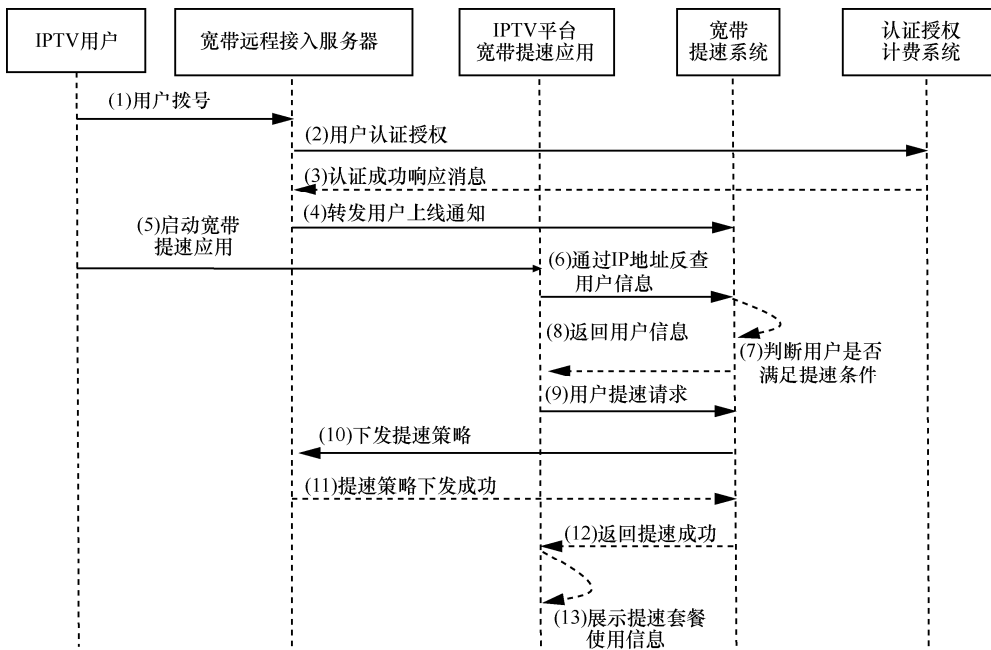 IPTV用户
宽带远程接入服务器
IPTV平台
宽带提速应用
宽带
提速系统
认证授权
计费系统
(1)用户拨号
(2)用户认证授权
(3)认证成功响应消息
(4)转发用户上线通知
(5)启动宽带
提速应用
(6)通过IP地址反查
用户信息
(7)判断用户是否
满足提速条件
(8)返回用户信息
(9)用户提速请求
(10)下发提速策略
(11)提速策略下发成功
(12)返回提速成功
(13)展示提速套餐
使用信息